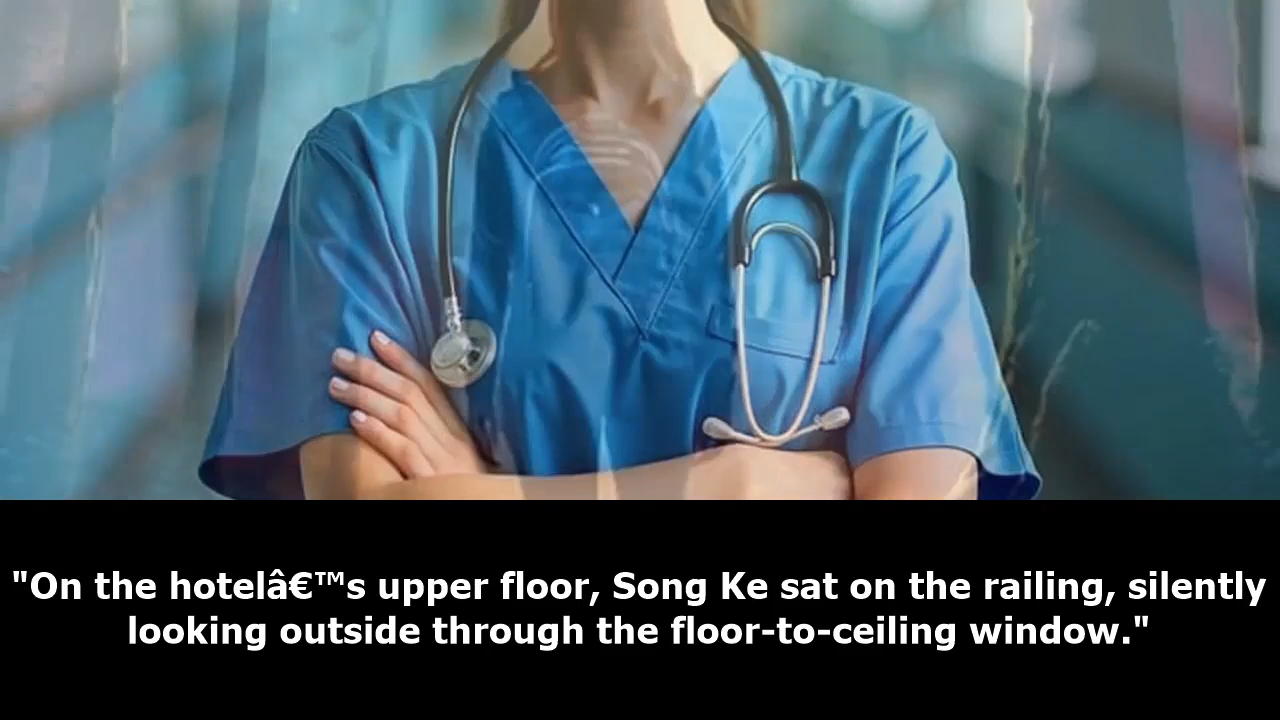 "On the hotelâ€™s upper floor, Song Ke sat on the railing, silently
looking outside through the floor-to-ceiling window."